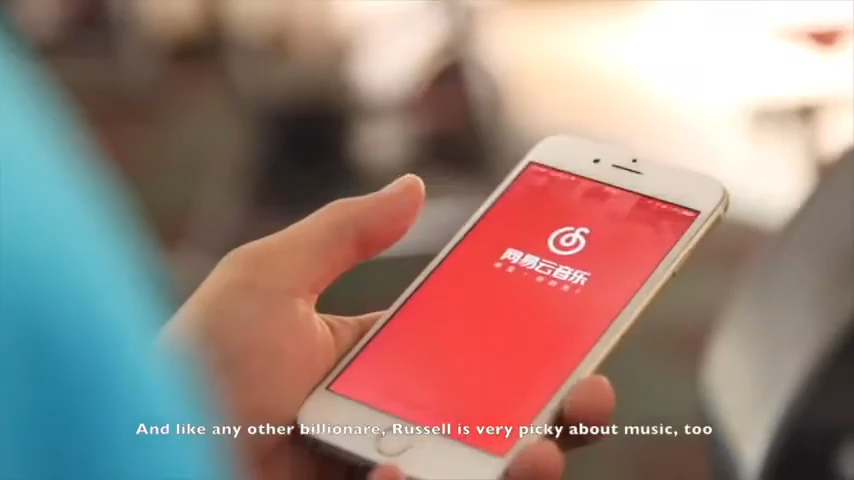 网易云音乐
And like any other billionare, Russell is very picky about music, too